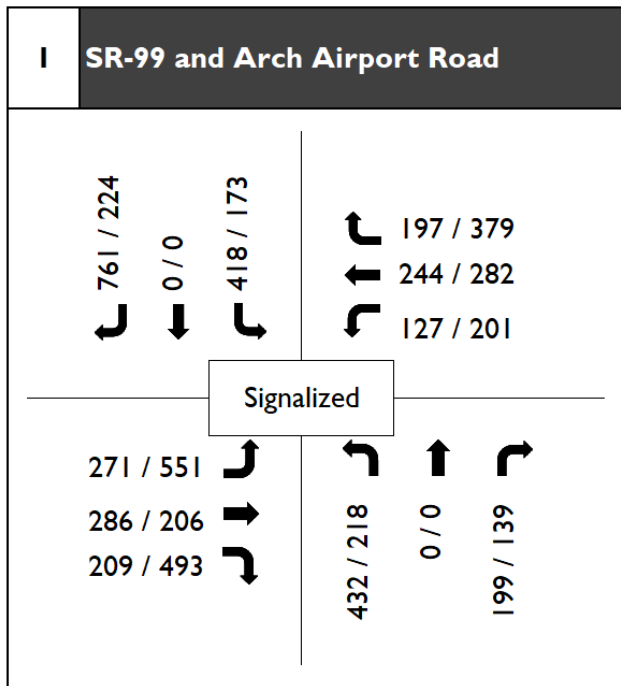 1 SR-99 and Arch Airport Road
761 / 224
0 / 0
418 / 173
197 / 379
244 / 282
127 / 201
Signalized
271 / 551
286 / 206
209 / 493
432 / 218
0 / 0
199 / 139